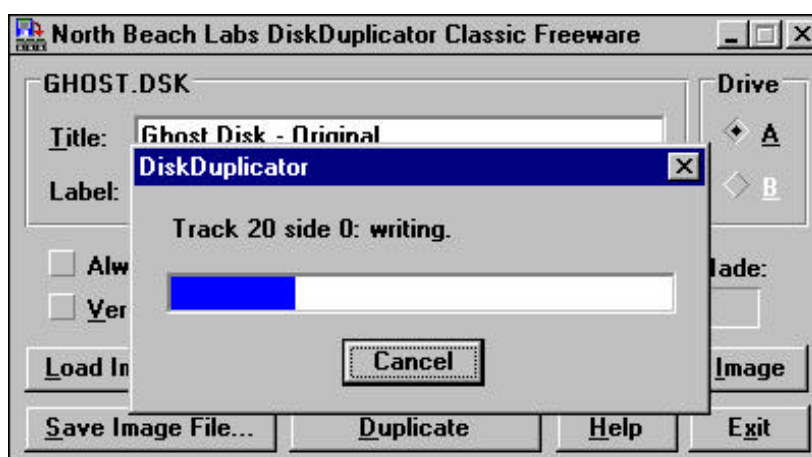 North Beach Labs DiskDuplicator Classic Freeware
GHOST.DSK
Drive
Title: Ghost Disk - Original
A
DiskDuplicator
Label:
B
Track 20 side 0: writing.
Cancel
Load
Image
Save Image File...
Duplicate
Help
Exit